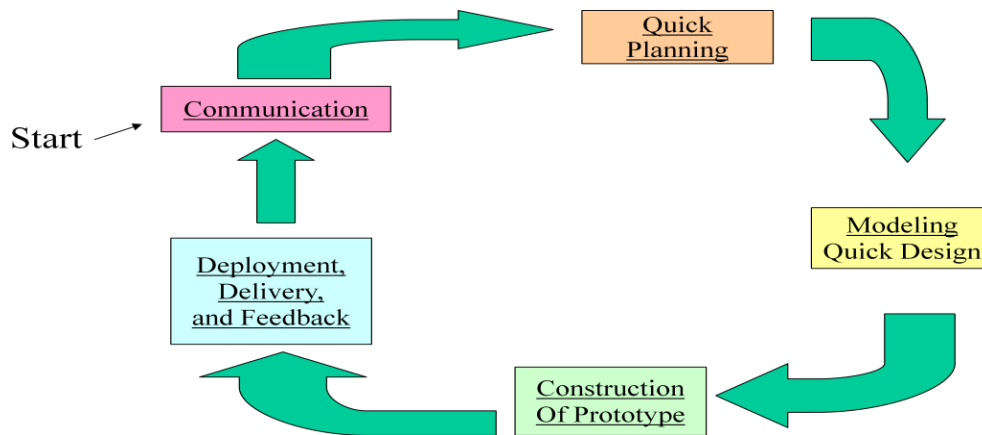 Start
Communication
Quick
Planning
Modeling
Quick Design
Construction
Of Prototype
Deployment,
Delivery,
and Feedback